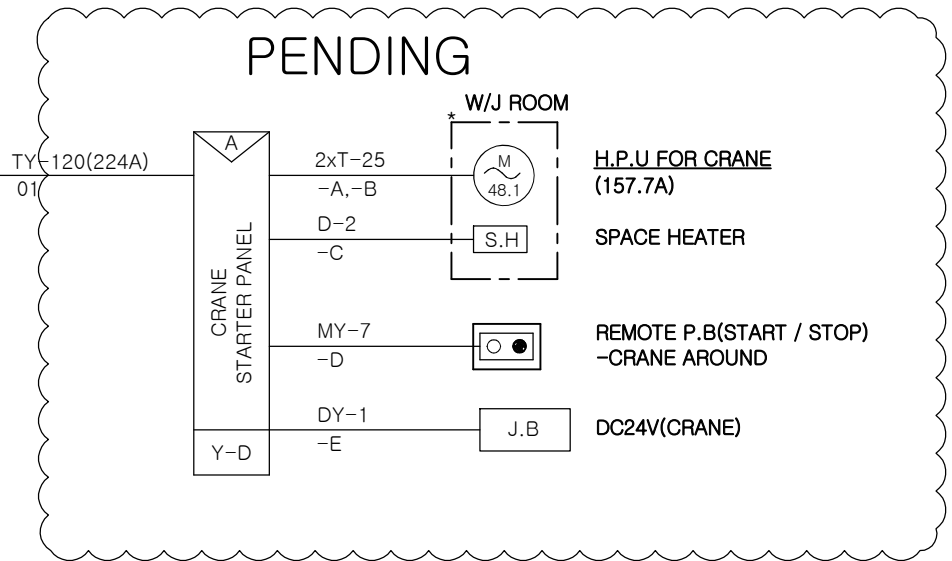 PENDING
* W/J ROOM
TY-120(224A)
01
A
CRANE
STARTER PANEL
Y-D
2xT-25
-A,-B
M
48.1
H.P.U FOR CRANE
(157.7A)
D-2
-C
S.H
SPACE HEATER
MY-7
-D
REMOTE P.B(START / STOP)
-CRANE AROUND
DY-1
-E
J.B
DC24V(CRANE)